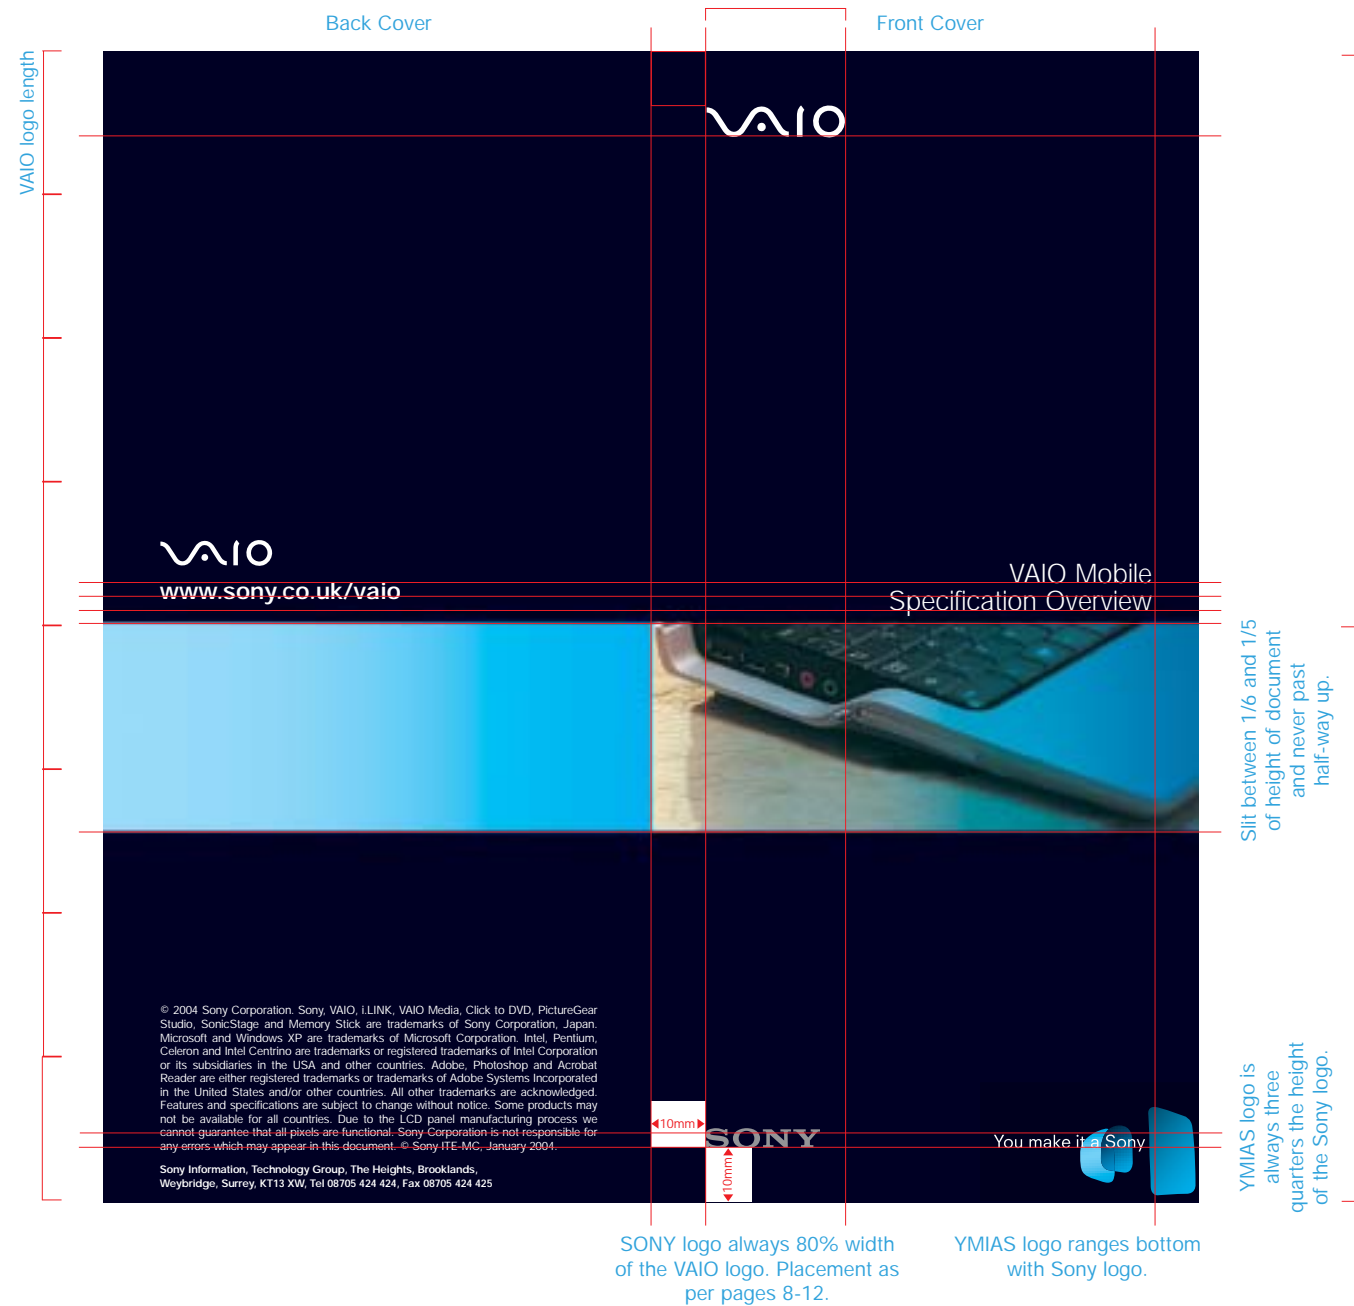 Back Cover
Front Cover
VAIO logo length
VAIO
VAIO
www.sony.co.uk/vaio
VAIO Mobile
Specification Overview
Slit between 1/6 and 1/5
of height of document
and never past
half-way up.
© 2004 Sony Corporation. Sony, VAIO, i.LINK, VAIO Media, Click to DVD, PictureGear
Studio, SonicStage and Memory Stick are trademarks of Sony Corporation, Japan.
Microsoft and Windows XP are trademarks of Microsoft Corporation. Intel, Pentium,
Celeron and Intel Centrino are trademarks or registered trademarks of Intel Corporation
or its subsidiaries in the USA and other countries. Adobe, Photoshop and Acrobat
Reader are either registered trademarks or trademarks of Adobe Systems Incorporated
in the United States and/or other countries. All other trademarks are acknowledged.
Features and specifications are subject to change without notice. Some products may
not be available for all countries. Due to the LCD panel manufacturing process we
cannot guarantee that all pixels are functional. Sony Corporation is not responsible for
any errors which may appear in this document. © Sony ITE-MC, January 2004.
Sony Information, Technology Group, The Heights, Brooklands,
Weybridge, Surrey, KT13 XW, Tel 08705 424 424, Fax 08705 424 425
10mm
SONY
10mm
You make it a Sony
YMIAS logo is
always three
quarters the height
of the Sony logo.
SONY logo always 80% width
of the VAIO logo. Placement as
per pages 8-12.
YMIAS logo ranges bottom
with Sony logo.